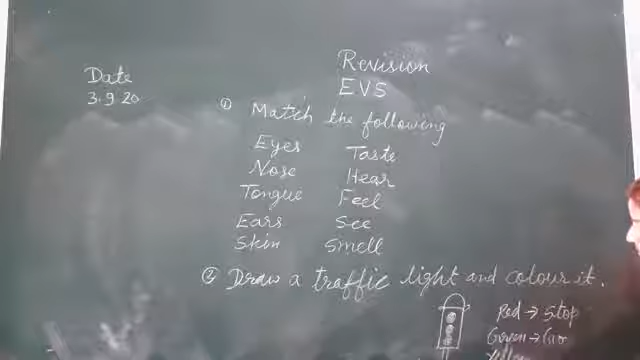 Revision
Date EVS
3.9.20
① Match the following
Eyes Taste
Nose Hear
Tongue Feel
Ears See
Skin Smell
② Draw a traffic light and colour it.
Red → Stop
Green → Go